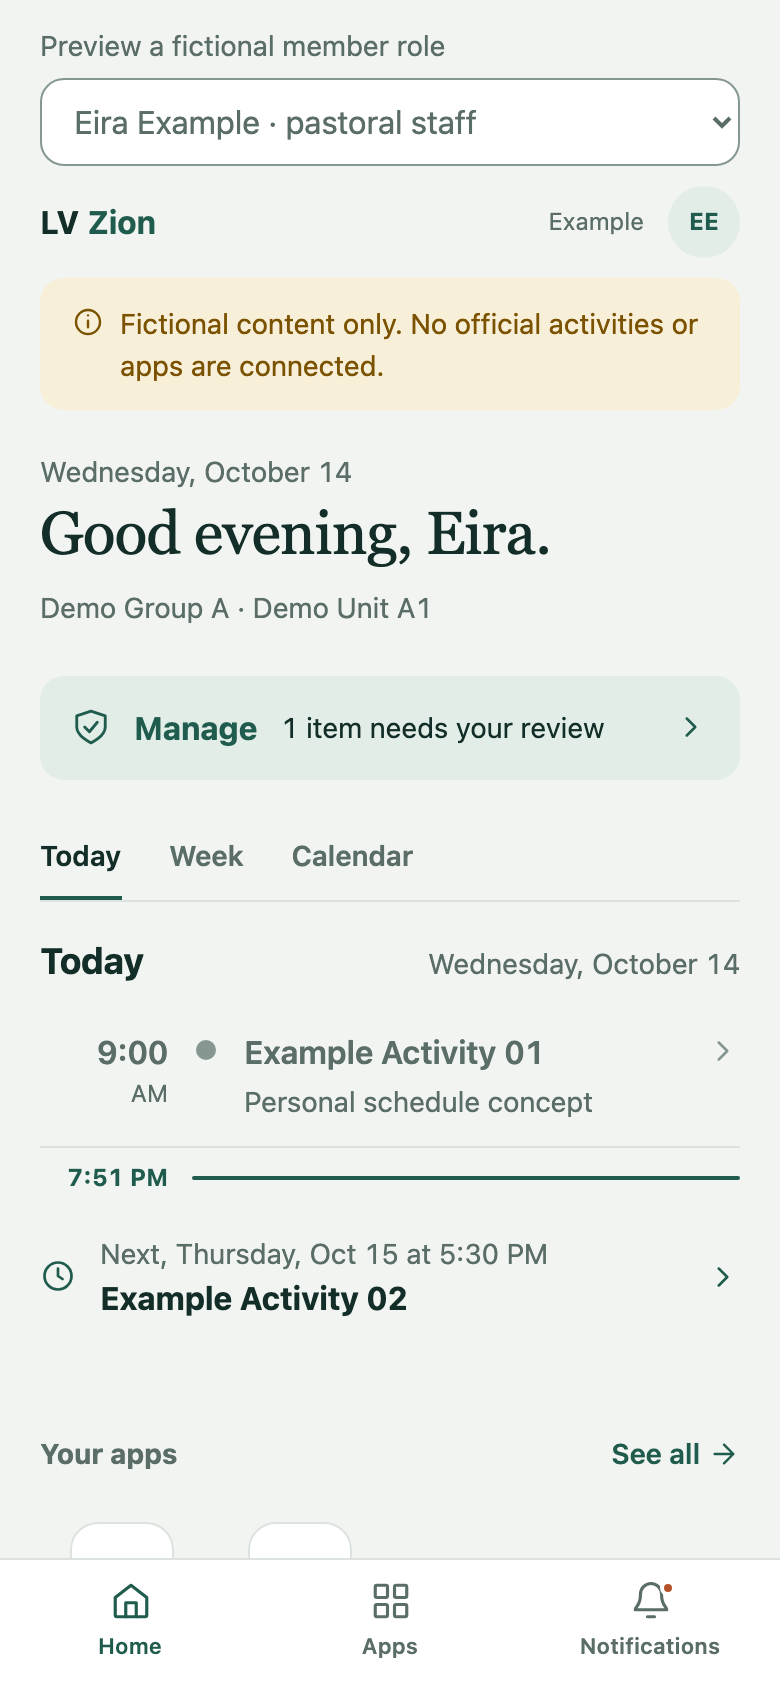 Preview a fictional member role
Eira Example · pastoral staff
LV Zion
Example
EE
Fictional content only. No official activities or
apps are connected.
Wednesday, October 14
Good evening, Eira.
Demo Group A · Demo Unit A1
Manage 1 item needs your review
Today Week Calendar
Today Wednesday, October 14
9:00 Example Activity 01
AM Personal schedule concept
7:51 PM
Next, Thursday, Oct 15 at 5:30 PM
Example Activity 02
Your apps See all
Home Apps Notifications